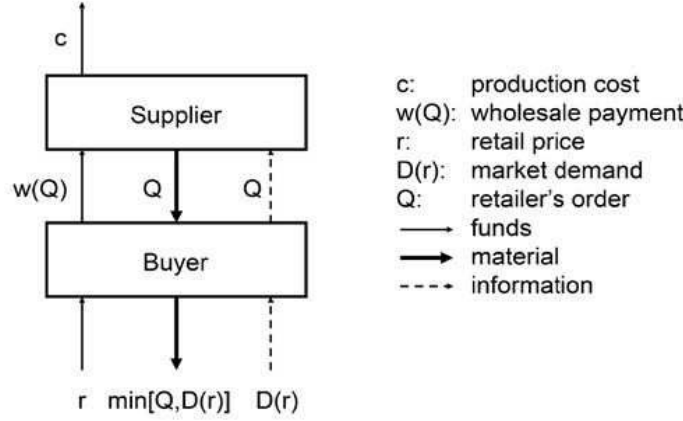 c
Supplier
w(Q) Q Q
Buyer
r min[Q,D(r)] D(r)
c: production cost
w(Q): wholesale payment
r: retail price
D(r): market demand
Q: retailer's order
funds
material
information